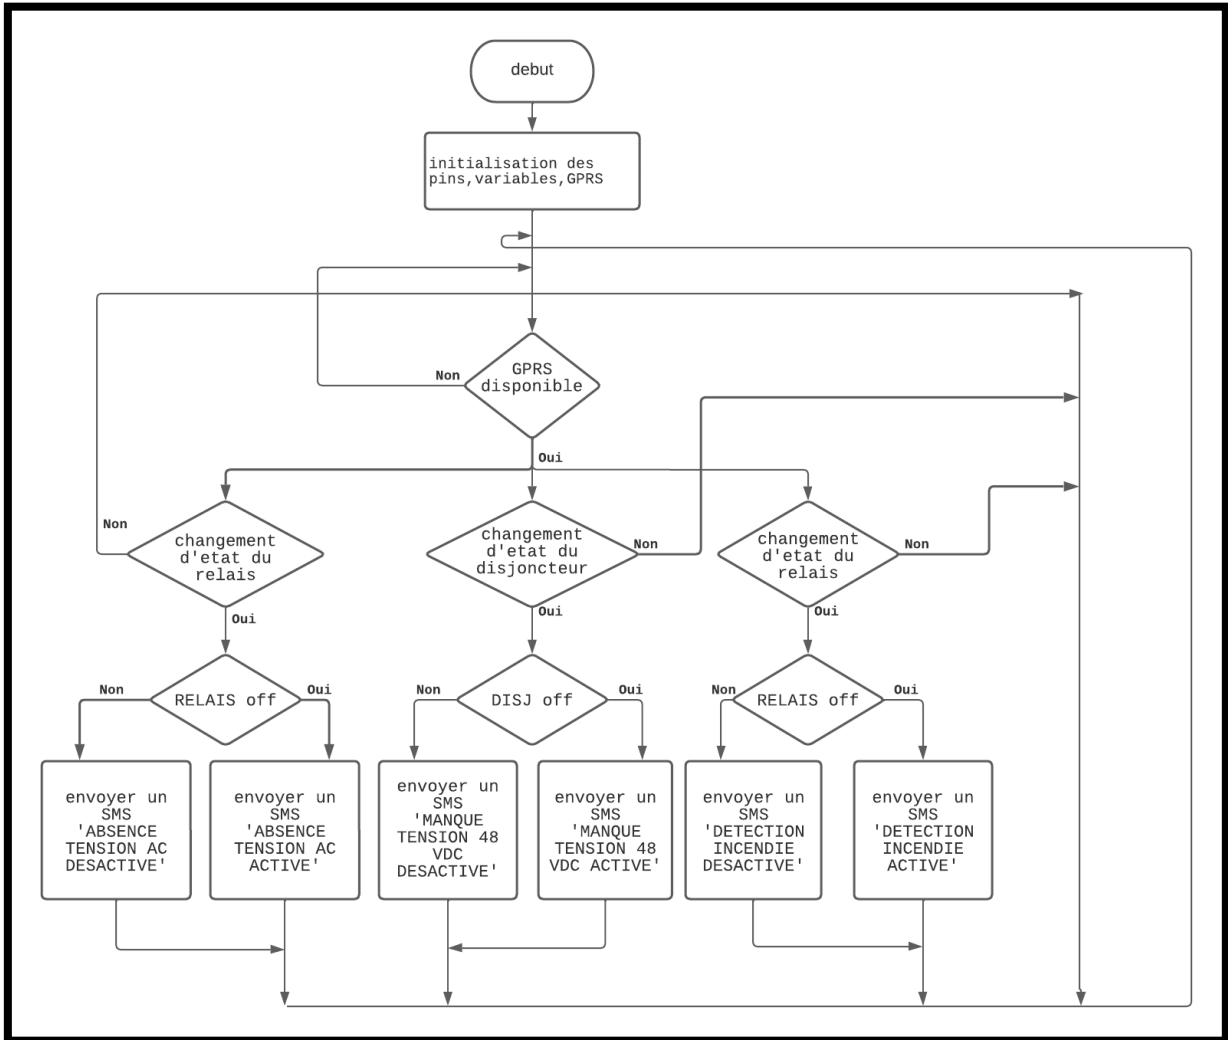 debut
initialisation des
pins,variables,GPRS
GPRS
disponible
Non
Oui
changement
d'etat du
relais
Non
Oui
changement
d'etat du
disjoncteur
Non
Oui
changement
d'etat du
relais
Non
Oui
RELAIS off
Non
Oui
DISJ off
Non
Oui
RELAIS off
Non
Oui
envoyer un
SMS
'ABSENCE
TENSION AC
DESACTIVE'
envoyer un
SMS
'ABSENCE
TENSION AC
ACTIVE'
envoyer un
SMS
'MANQUE
TENSION 48
VDC
DESACTIVE'
envoyer un
SMS
'MANQUE
TENSION 48
VDC ACTIVE'
envoyer un
SMS
'DETECTION
INCENDIE
DESACTIVE'
envoyer un
SMS
'DETECTION
INCENDIE
ACTIVE'